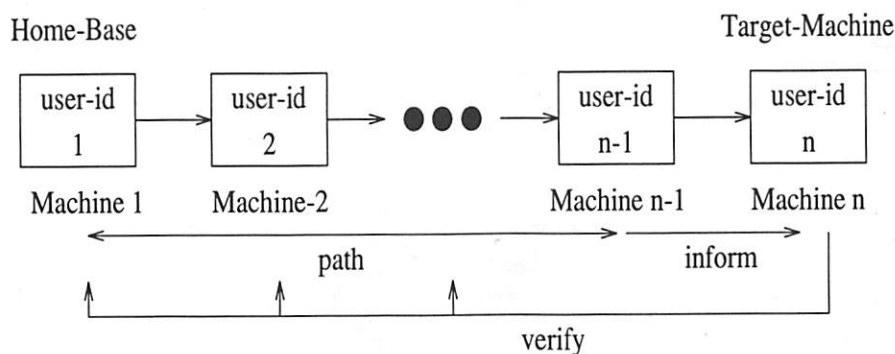 Home-Base
Target-Machine
user-id
1
user-id
2
user-id
n-1
user-id
n
Machine 1
Machine-2
Machine n-1
Machine n
path
inform
verify